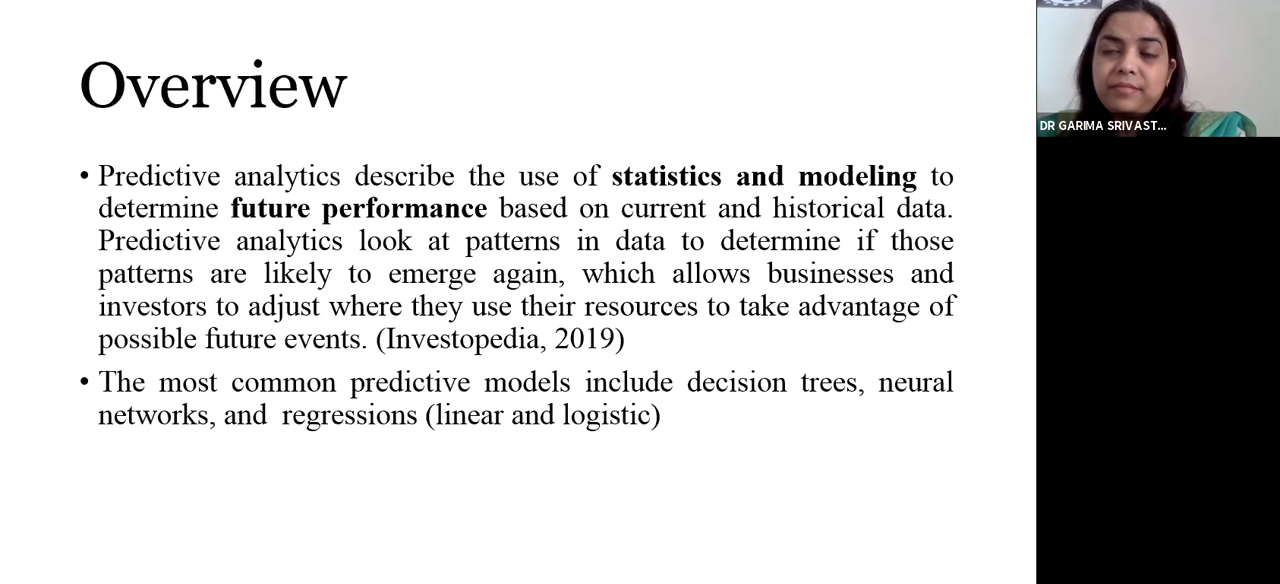 Overview
• Predictive analytics describe the use of statistics and modeling to
determine future performance based on current and historical data.
Predictive analytics look at patterns in data to determine if those
patterns are likely to emerge again, which allows businesses and
investors to adjust where they use their resources to take advantage of
possible future events. (Investopedia, 2019)
• The most common predictive models include decision trees, neural
networks, and  regressions (linear and logistic)
DR GARIMA SRIVAST...